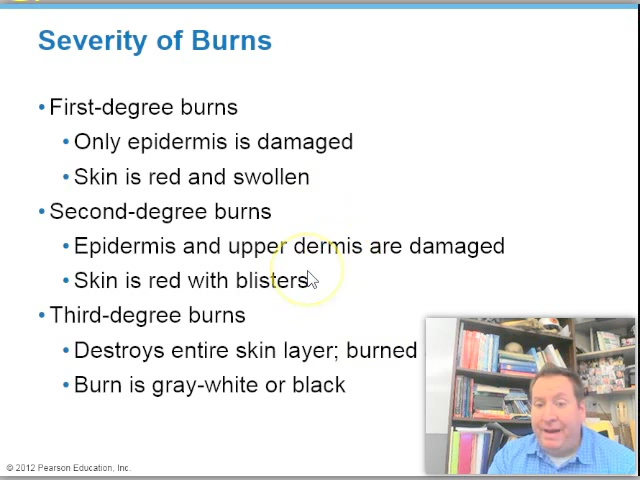 Severity of Burns
• First-degree burns
• Only epidermis is damaged
• Skin is red and swollen
• Second-degree burns
• Epidermis and upper dermis are damaged
• Skin is red with blisters
• Third-degree burns
• Destroys entire skin layer; burned
• Burn is gray-white or black
© 2012 Pearson Education, Inc.